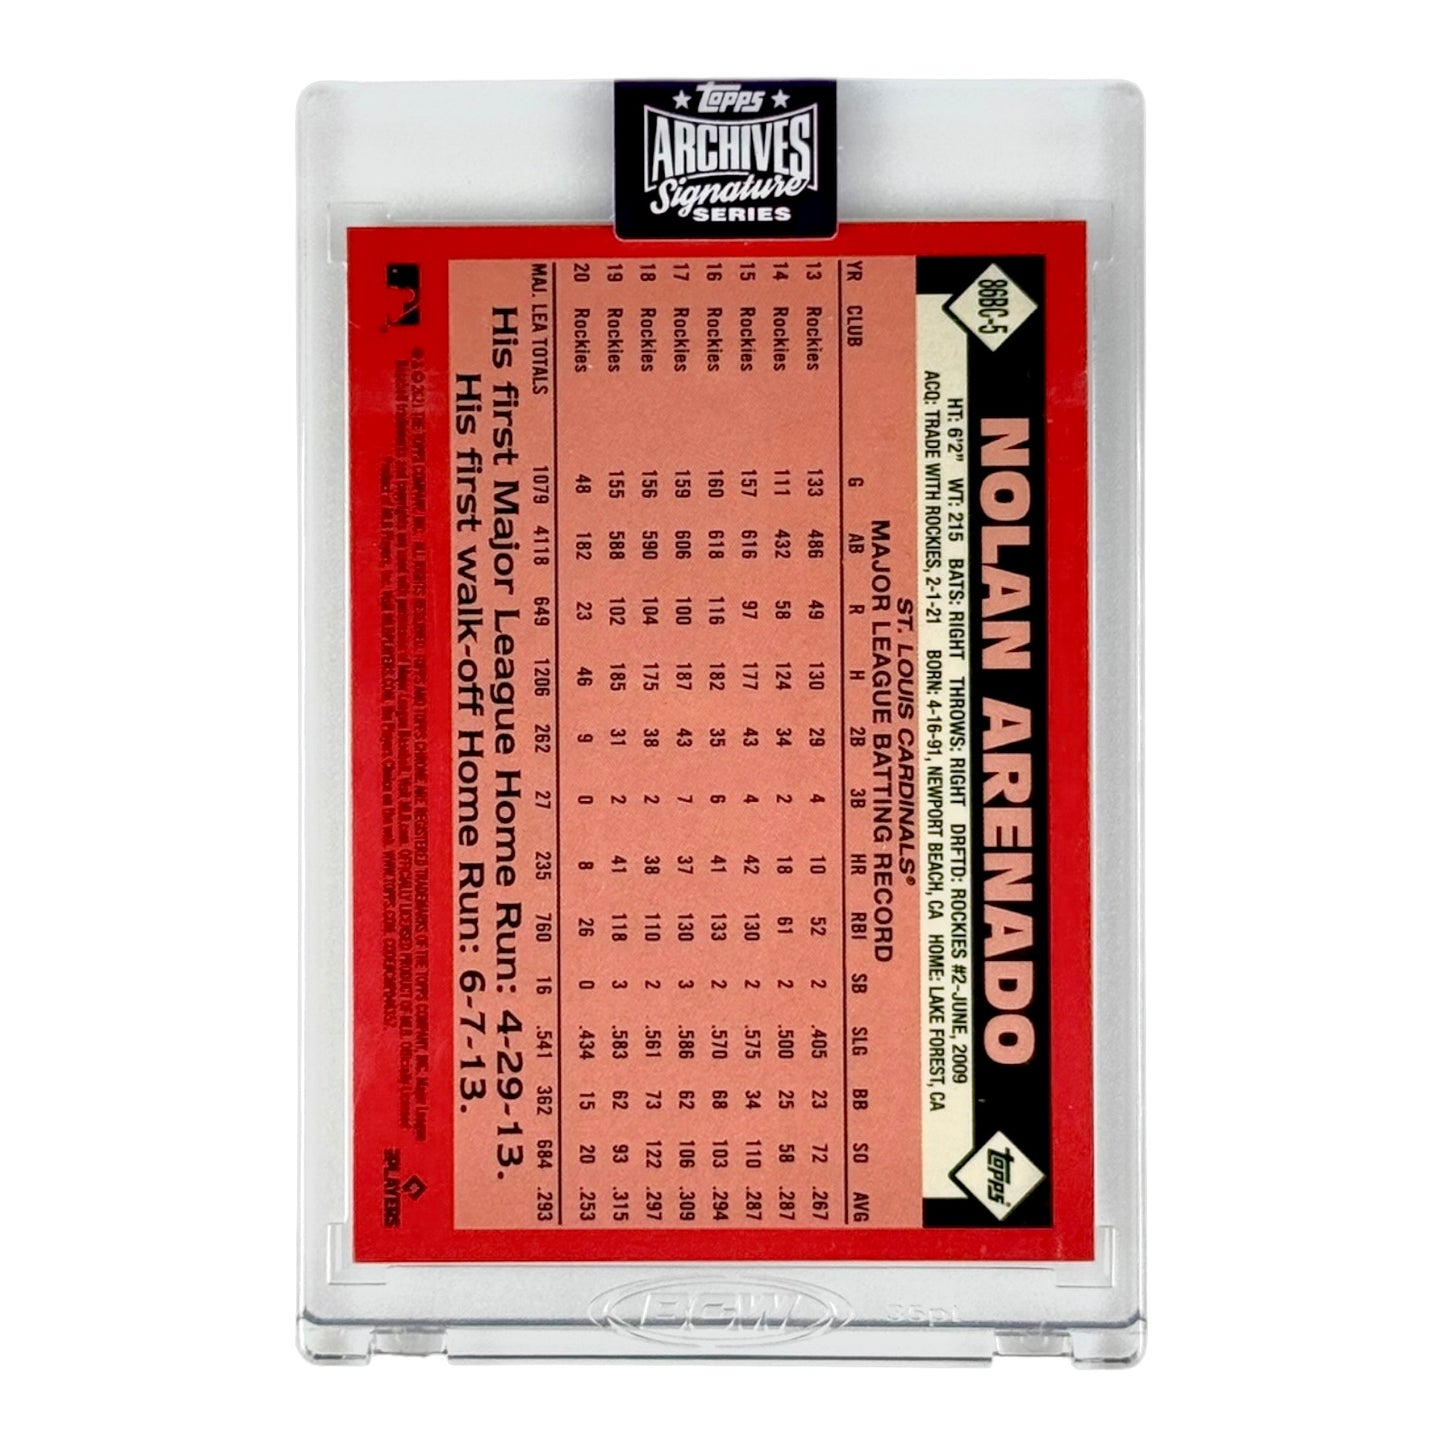 Topps
ARCHIVES
Signature
SERIES
86BC-5
NOLAN ARENADO
Topps
HT: 6'2" WT: 215 BATS: RIGHT THROWS: RIGHT DRFTD: ROCKIES #2-JUNE, 2009
ACQ: TRADE WITH ROCKIES, 2-1-21 BORN: 4-16-91, NEWPORT BEACH, CA HOME: LAKE FOREST, CA
ST. LOUIS CARDINALS®
MAJOR LEAGUE BATTING RECORD
YR CLUB G AB R H 2B 3B HR RBI SB SLG BB SO AVG
13 Rockies 133 486 49 130 29 4 10 52 2 .405 23 72 .267
14 Rockies 111 432 58 124 34 2 18 61 2 .500 25 58 .287
15 Rockies 157 616 97 177 43 4 42 130 2 .575 34 110 .287
16 Rockies 160 618 116 182 35 6 41 133 2 .570 68 103 .294
17 Rockies 159 606 100 187 43 7 37 130 3 .586 62 106 .309
18 Rockies 156 590 104 175 38 2 38 110 2 .561 73 122 .297
19 Rockies 155 588 102 185 31 2 41 118 3 .583 62 93 .315
20 Rockies 48 182 23 46 9 0 8 26 0 .434 15 20 .253
MAJ. LEA TOTALS 1079 4118 649 1206 262 27 235 760 16 .541 362 684 .293
His first Major League Home Run: 4-29-13.
His first walk-off Home Run: 6-7-13.
PLAYERS
BCW 35pt